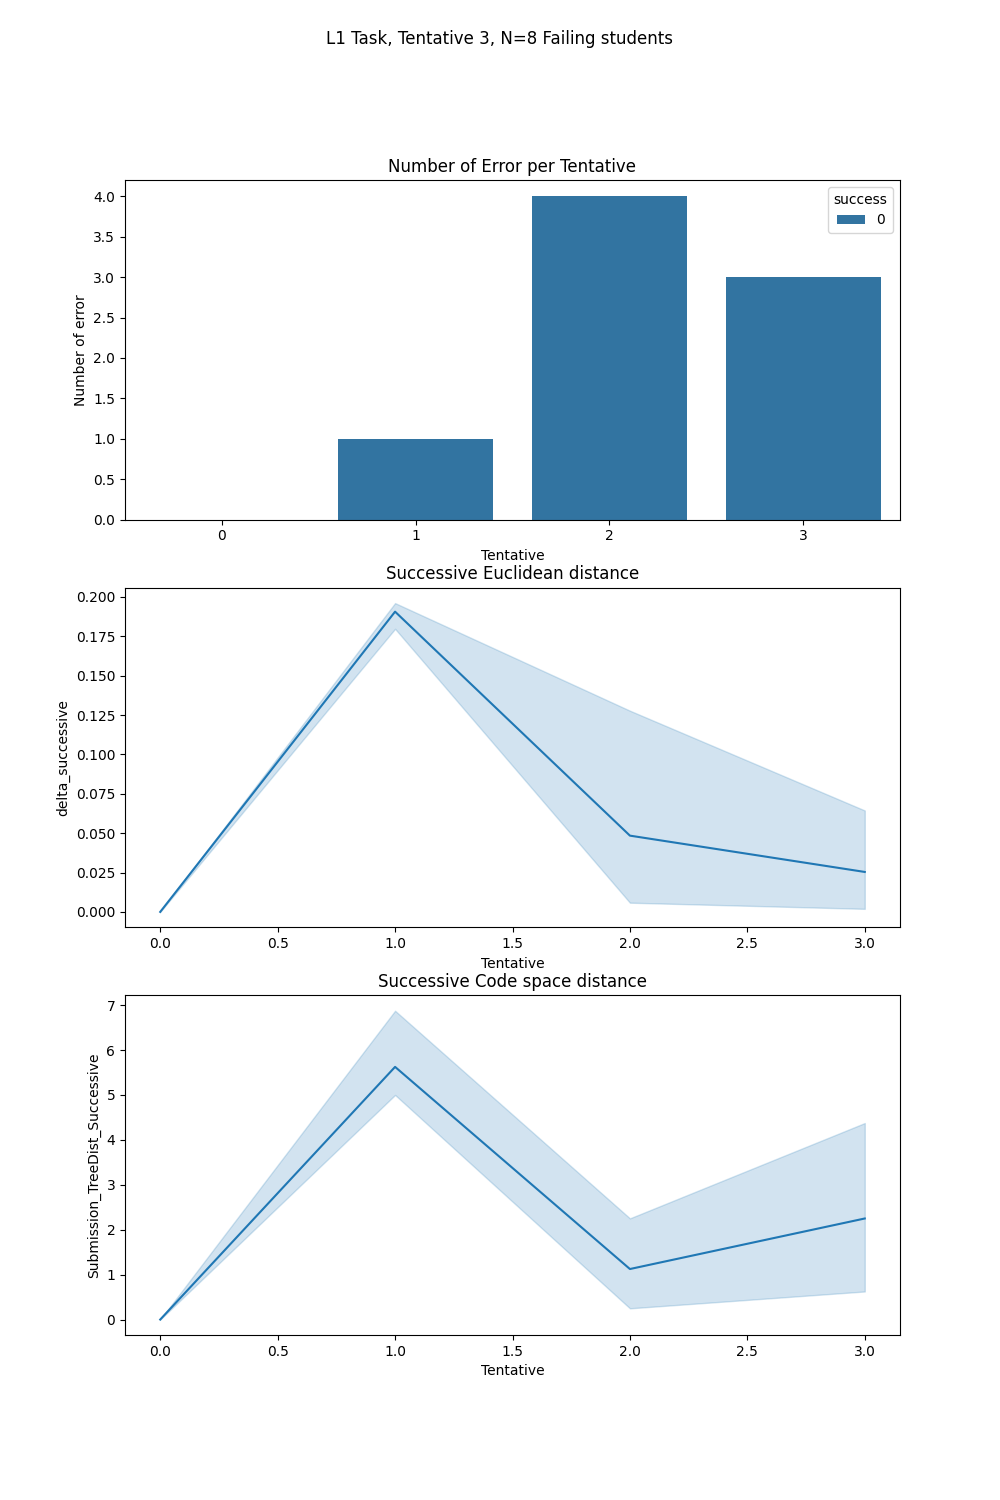 L1 Task, Tentative 3, N=8 Failing students
Number of Error per Tentative
success
0
Number of error
4.0
3.5
3.0
2.5
2.0
1.5
1.0
0.5
0.0
0 1 2 3
Tentative
Successive Euclidean distance
delta_successive
0.200
0.175
0.150
0.125
0.100
0.075
0.050
0.025
0.000
0.0 0.5 1.0 1.5 2.0 2.5 3.0
Tentative
Successive Code space distance
Submission_TreeDist_Successive
7
6
5
4
3
2
1
0
0.0 0.5 1.0 1.5 2.0 2.5 3.0
Tentative